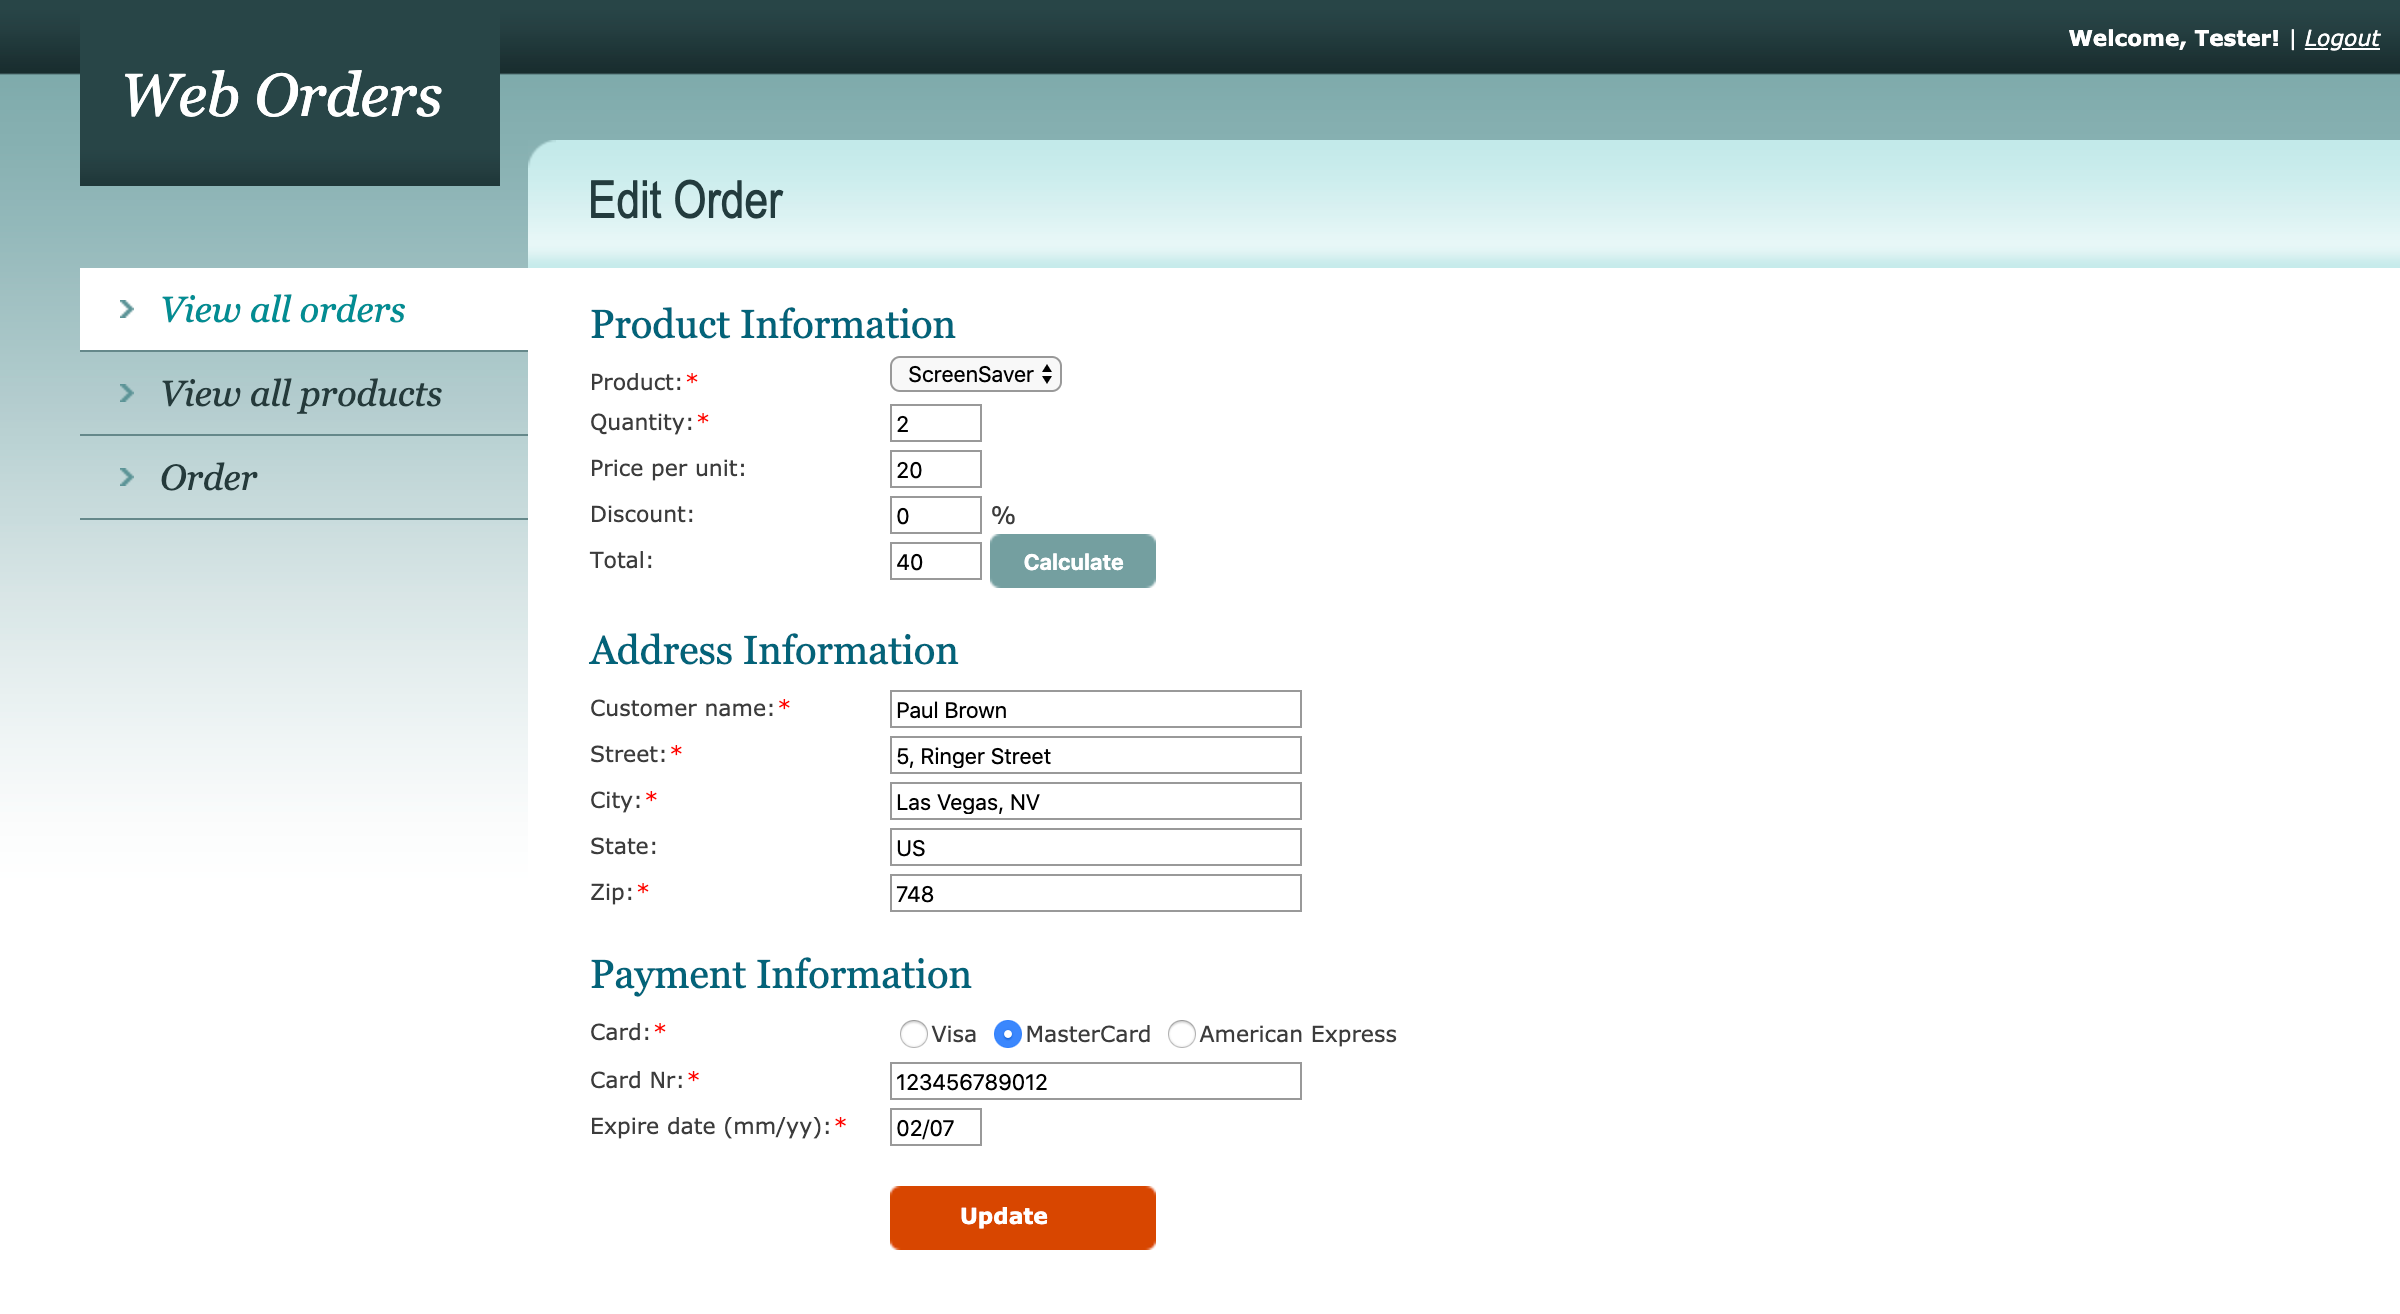 Welcome, Tester! | Logout
Web Orders
Edit Order
View all orders
View all products
Order
Product Information
Product:* ScreenSaver
Quantity:* 2
Price per unit: 20
Discount: 0 %
Total: 40 Calculate
Address Information
Customer name:* Paul Brown
Street:* 5, Ringer Street
City:* Las Vegas, NV
State: US
Zip:* 748
Payment Information
Card:* Visa MasterCard American Express
Card Nr:* 123456789012
Expire date (mm/yy):* 02/07
Update